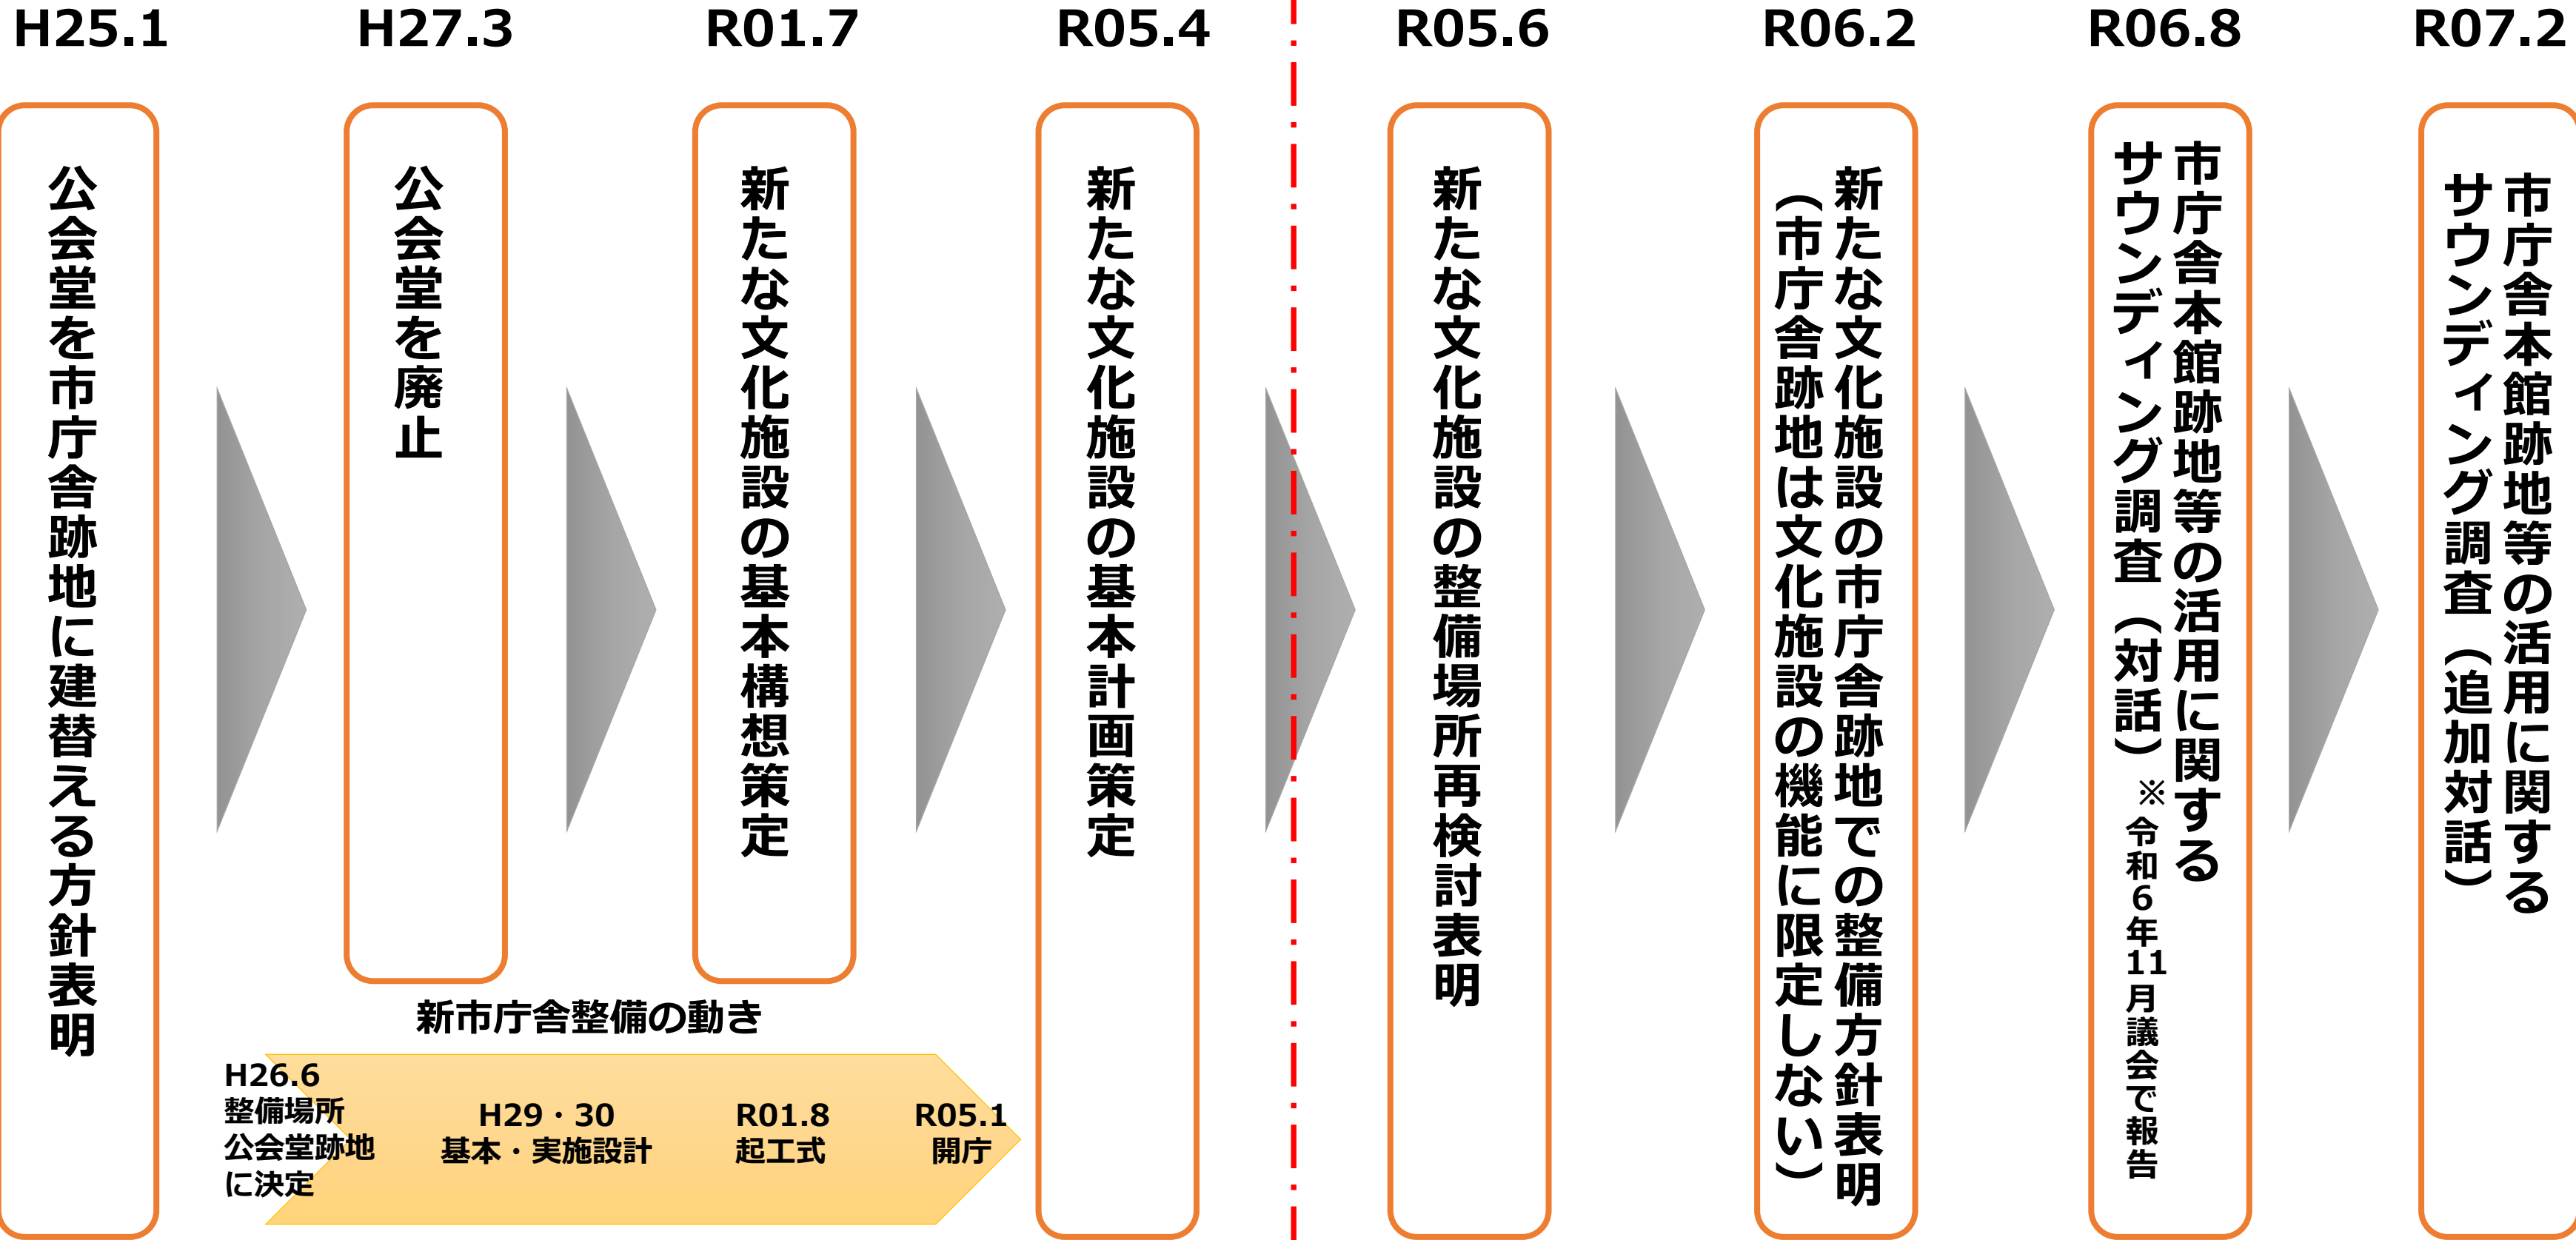 H25.1
公会堂を市庁舎跡地に建替える方針表明
H27.3
公会堂を廃止
R01.7
新たな文化施設の基本構想策定
R05.4
新たな文化施設の基本計画策定
R05.6
新たな文化施設の整備場所再検討表明
R06.2
新たな文化施設の市庁舎跡地での整備方針表明
（市庁舎跡地は文化施設の機能に限定しない）
R06.8
市庁舎本館跡地等の活用に関する
サウンディング調査（対話）※令和6年11月議会で報告
R07.2
市庁舎本館跡地等の活用に関する
サウンディング調査（追加対話）
新市庁舎整備の動き
H26.6
整備場所
公会堂跡地
に決定
H29・30
基本・実施設計
R01.8
起工式
R05.1
開庁